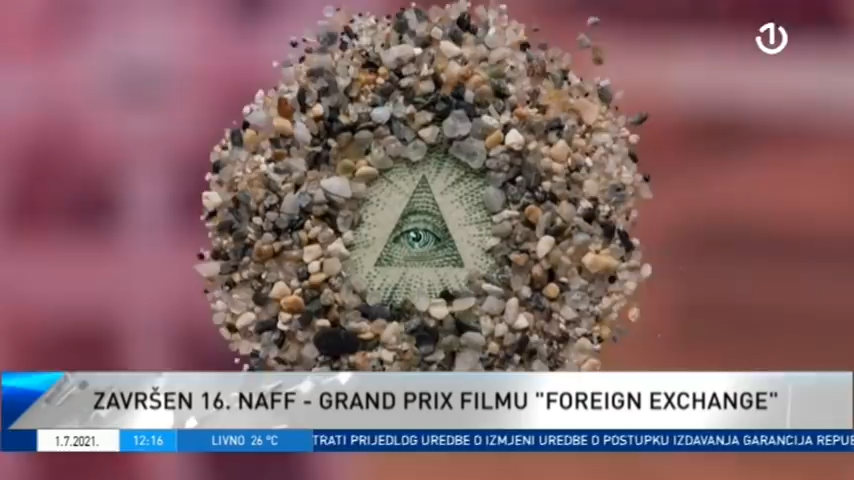 ZAVRŠEN 16. NAFF - GRAND PRIX FILMU "FOREIGN EXCHANGE"
1.7.2021. 12:16 LIVNO 26 °C TRATI PRIJEDLOG UREDBE O IZMJENI UREDBE O POSTUPKU IZDAVANJA GARANCIJA REPUB